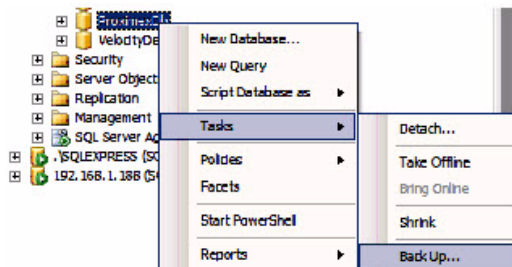 VelocityDe
Security
Server Object
Replication
Management
SQL Server Ag
.\SQLEXPRESS (SQ
192.168.1.188 (S
New Database...
New Query
Script Database as
Tasks
Policies
Facets
Start PowerShell
Reports
Detach...
Take Offline
Bring Online
Shrink
Back Up...